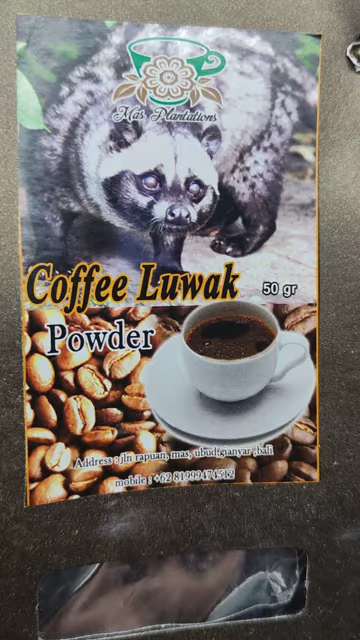 Mas Plantations
Coffee Luwak 50 gr
Powder
Address : jln rapuan, mas, ubud,gianyar ,bali
mobile : +62 81999474512